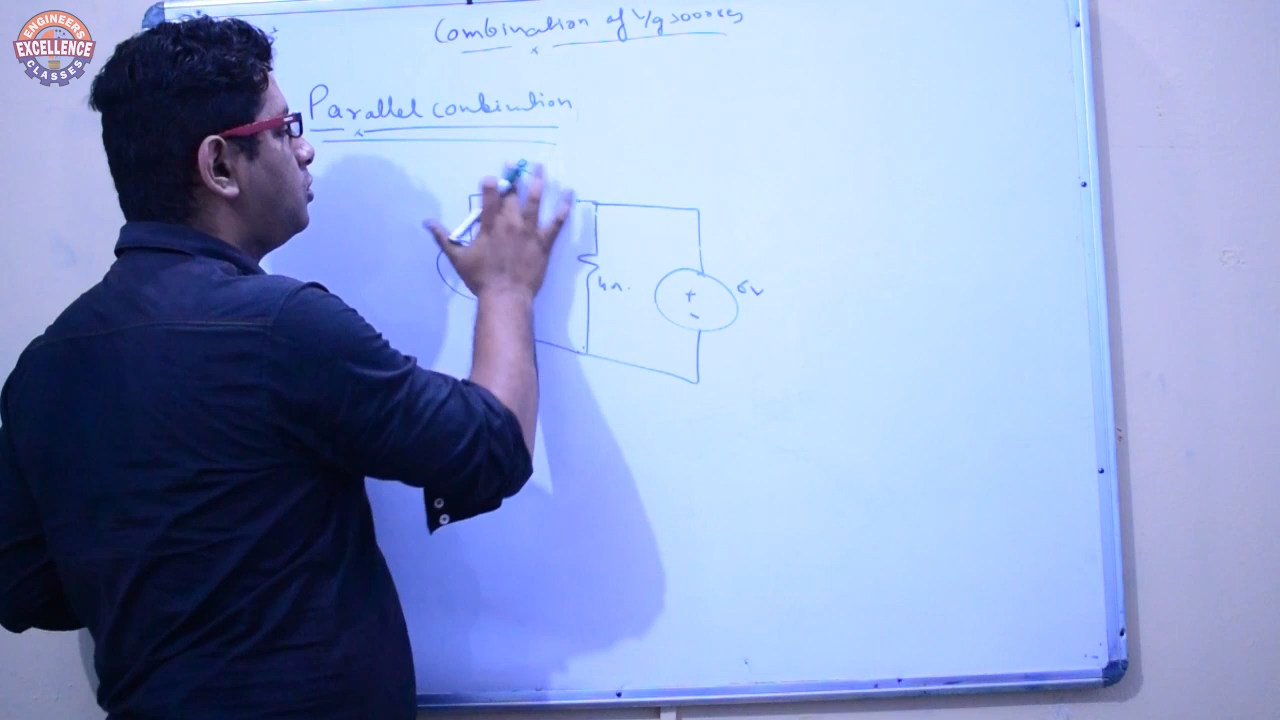 ENGINEERS
EXCELLENCE
CLASSES
Combination of V/g sources
Parallel combination
4Ω.
+
-
6V